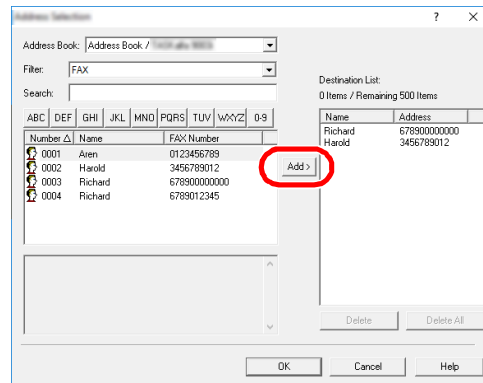 Address Selection
Address Book: Address Book /
Filter: FAX
Search:
ABC DEF GHI JKL MNO PQRS TUV WXYZ 0-9
Number Name FAX Number
0001 Aren 0123456789
0002 Harold 3456789012
0003 Richard 678900000000
0004 Richard 6789012345
Add >
Destination List:
0 Items / Remaining 500 Items
Name Address
Richard 678900000000
Harold 3456789012
Delete Delete All
OK Cancel Help